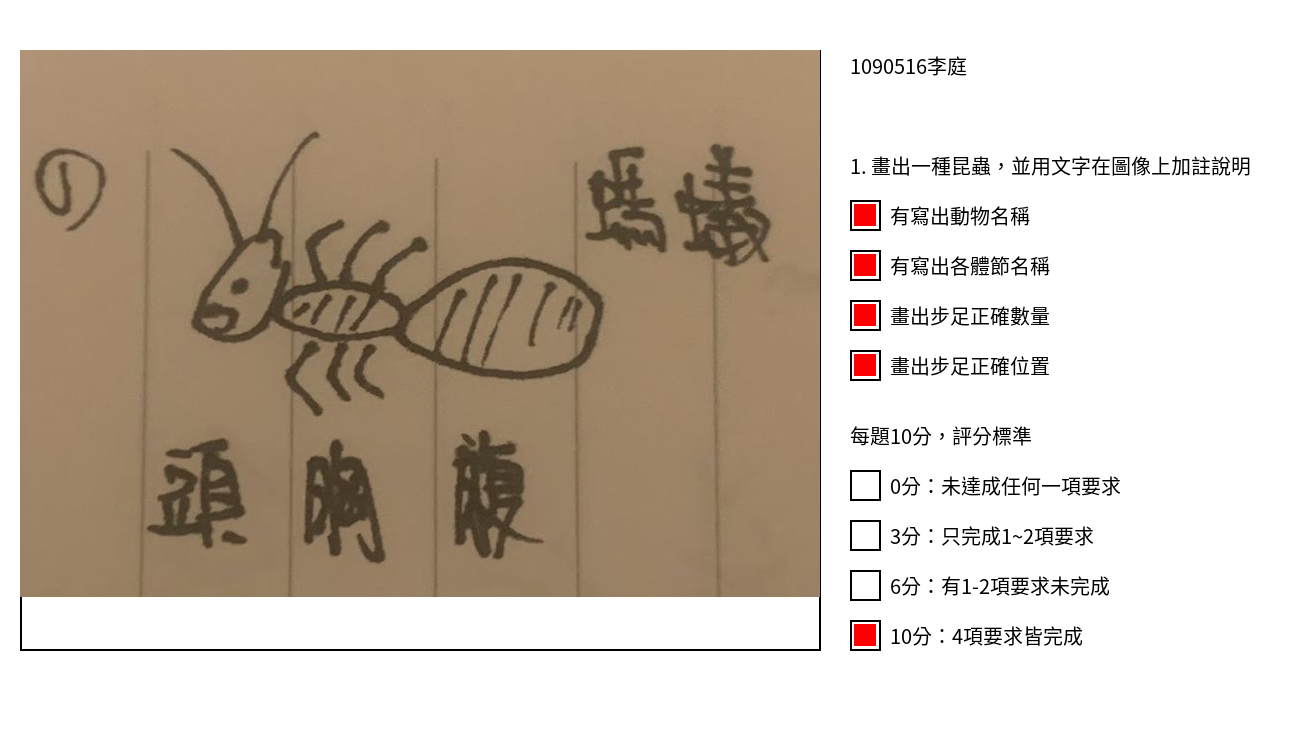 ①
螞蟻
頭 胸 腹
1090516李庭
1. 畫出一種昆蟲，並用文字在圖像上加註說明
有寫出動物名稱
有寫出各體節名稱
畫出步足正確數量
畫出步足正確位置
每題10分，評分標準
0分：未達成任何一項要求
3分：只完成1~2項要求
6分：有1-2項要求未完成
10分：4項要求皆完成